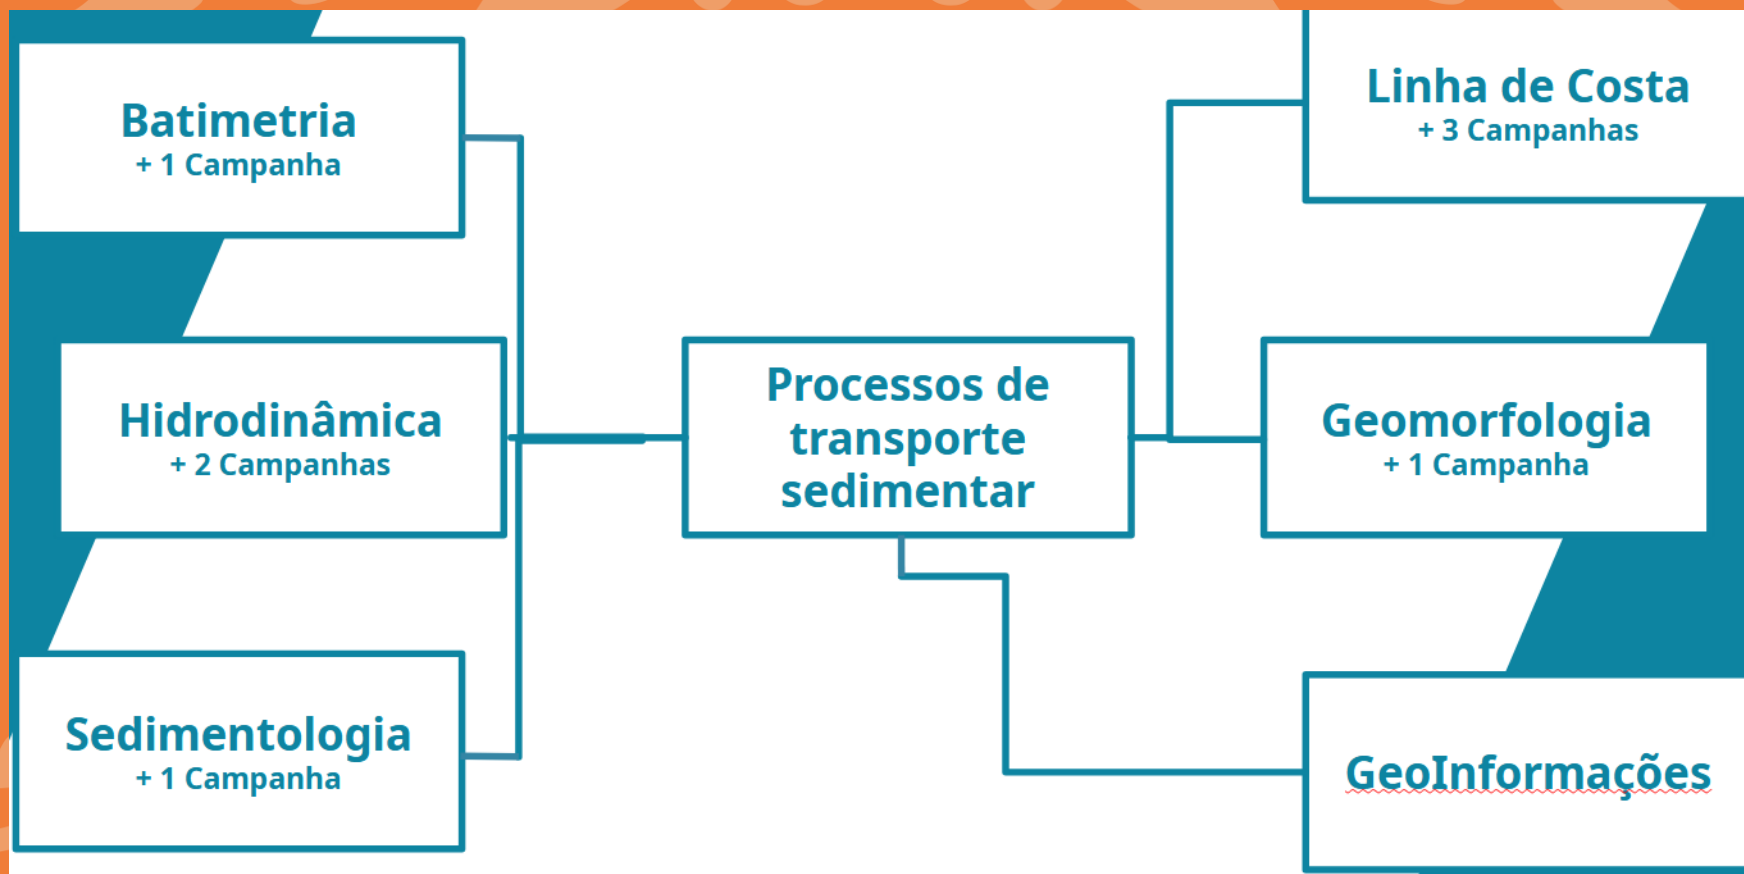 Batimetria
+ 1 Campanha
Hidrodinâmica
+ 2 Campanhas
Sedimentologia
+ 1 Campanha
Processos de
transporte
sedimentar
Linha de Costa
+ 3 Campanhas
Geomorfologia
+ 1 Campanha
GeoInformações